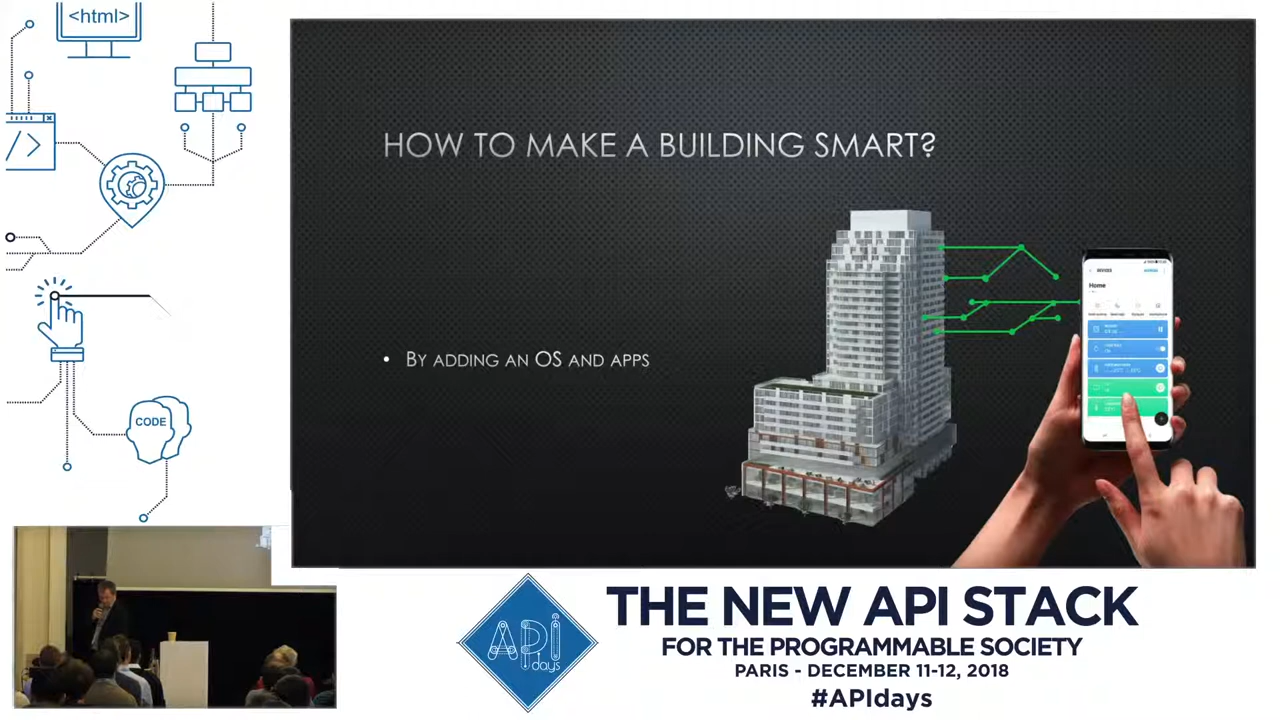 <html>
</>
CODE
HOW TO MAKE A BUILDING SMART?
• BY ADDING AN OS AND APPS
Home
API
days
THE NEW API STACK
FOR THE PROGRAMMABLE SOCIETY
PARIS - DECEMBER 11-12, 2018
#APIdays